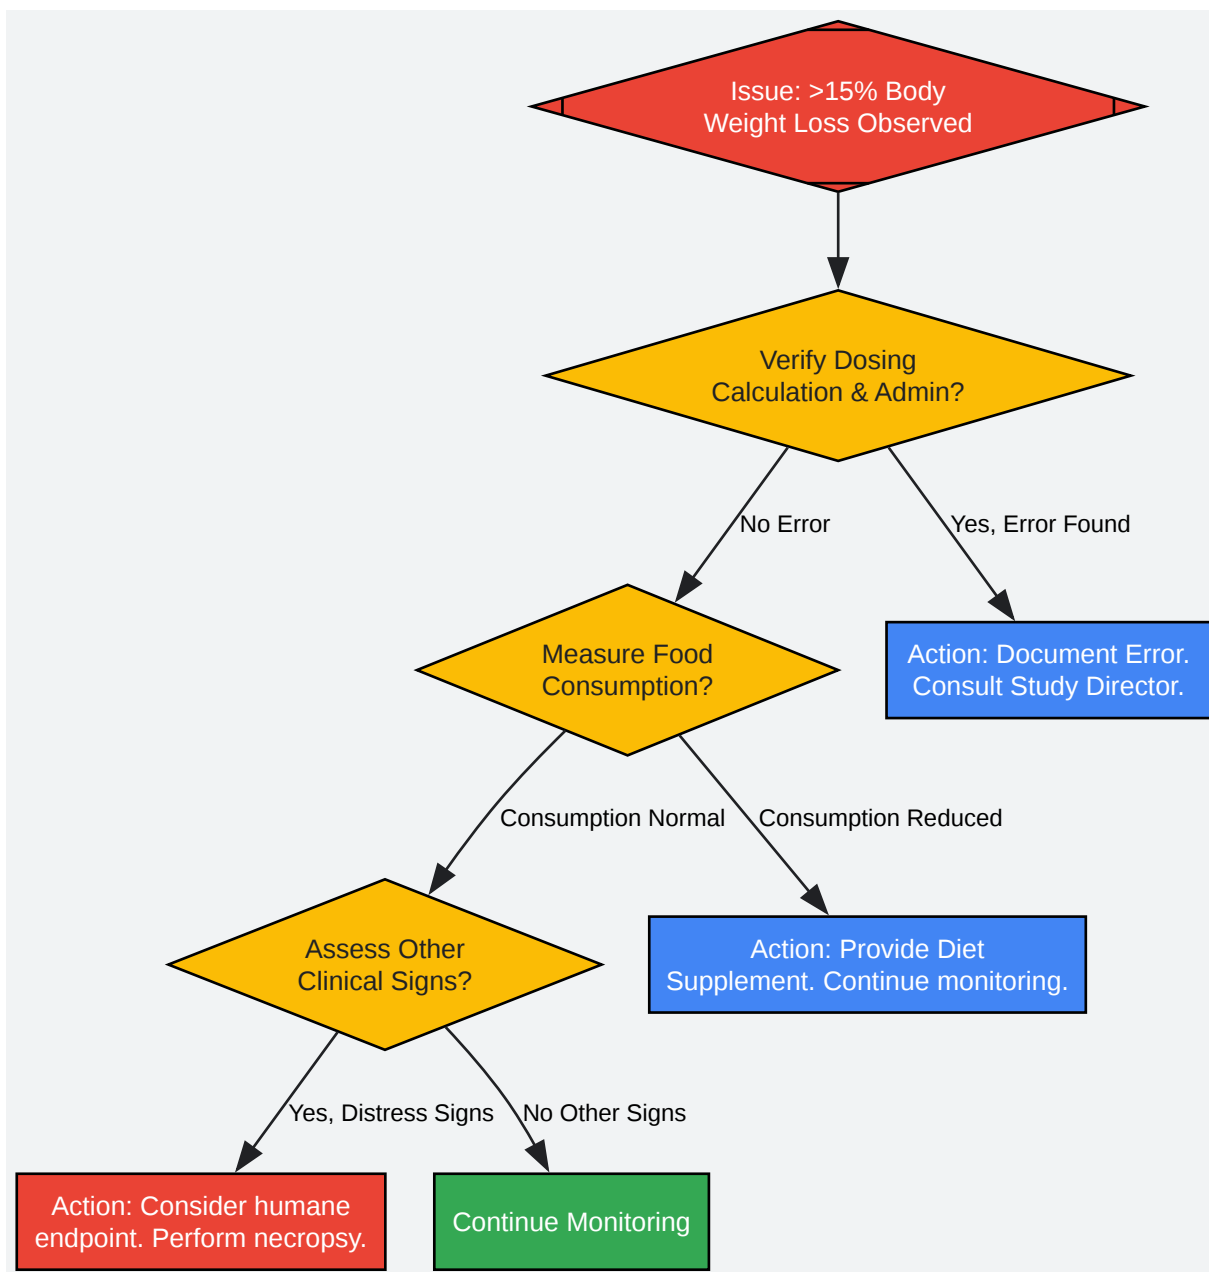 Issue: >15% Body
Weight Loss Observed
Verify Dosing
Calculation & Admin?
No Error
Yes, Error Found
Measure Food
Consumption?
Action: Document Error.
Consult Study Director.
Consumption Normal
Consumption Reduced
Assess Other
Clinical Signs?
Action: Provide Diet
Supplement. Continue monitoring.
Yes, Distress Signs
No Other Signs
Action: Consider humane
endpoint. Perform necropsy.
Continue Monitoring